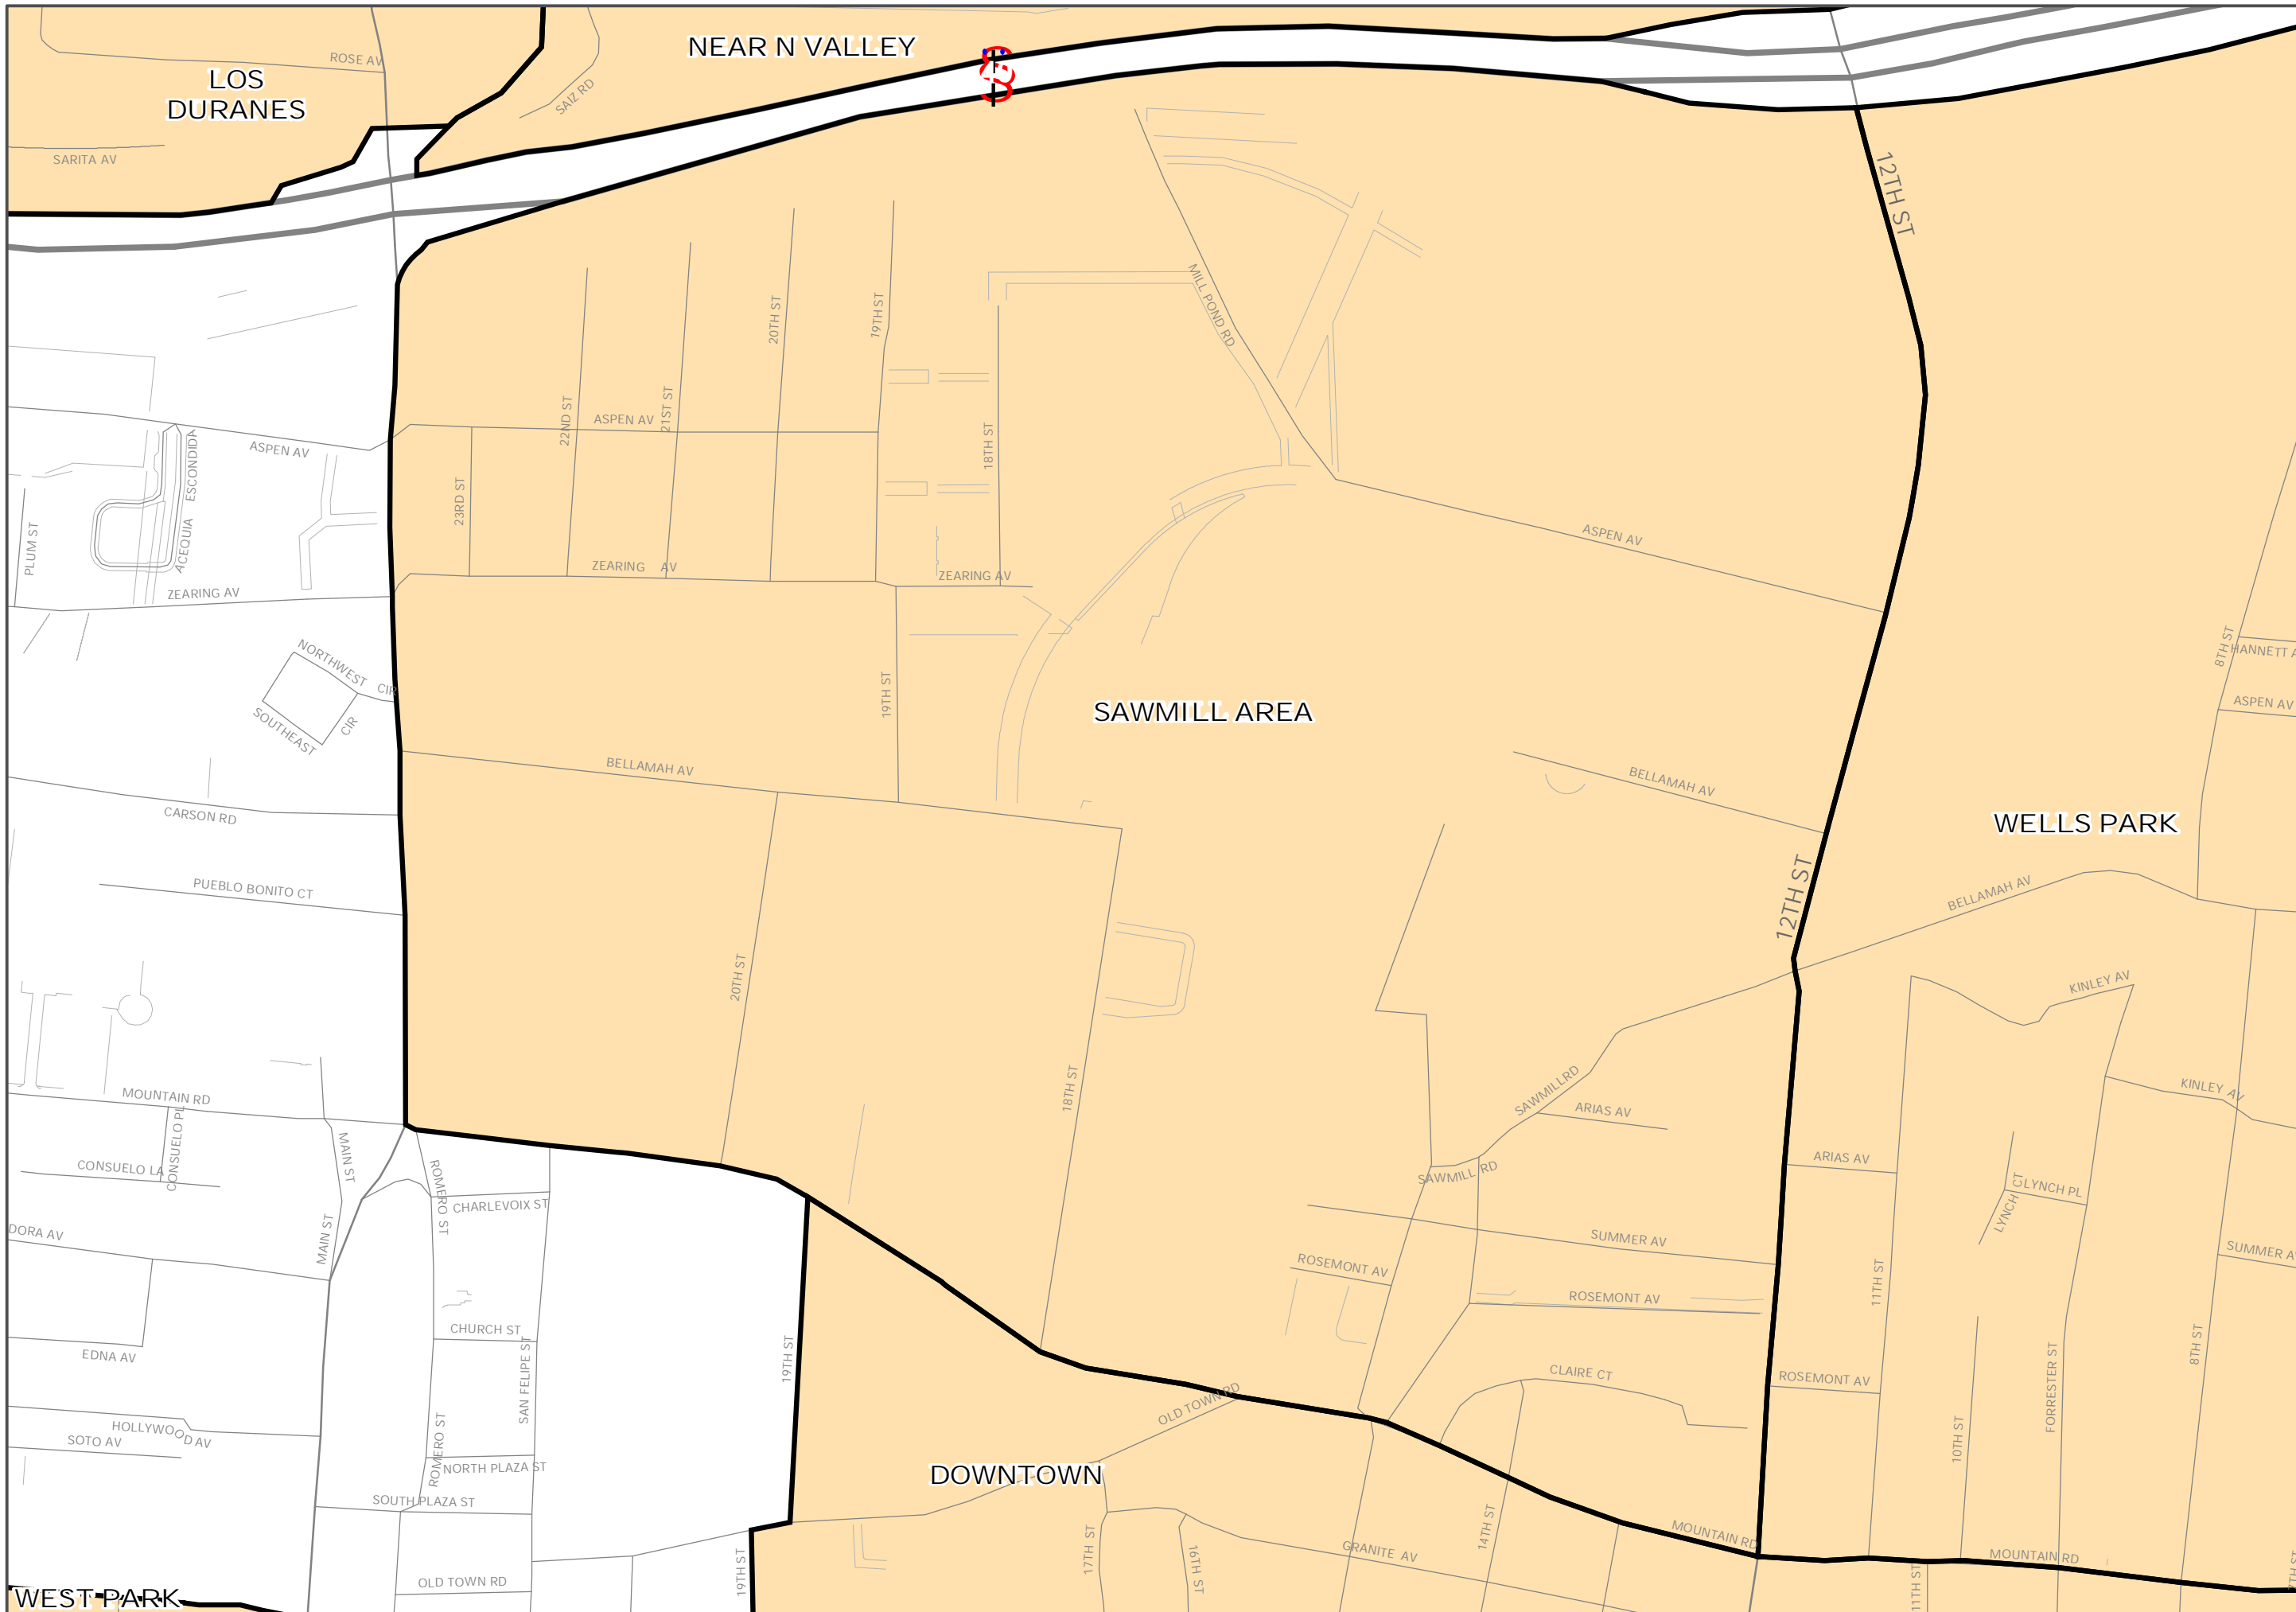 NEAR N VALLEY
ROSE AV
LOS
DURANES
SAIZ RD
SARITA AV
12TH ST
20TH ST
19TH ST
MILL POND RD
22ND ST
ASPEN AV
21ST ST
18TH ST
ASPEN AV
ESCONDIDA
23RD ST
ASPEN AV
PLUM ST
ACEQUIA
ZEARING AV
ZEARING AV
ZEARING AV
8TH ST
HANNETT A
NORTHWEST CIR
SOUTHEAST CIR
19TH ST
SAWMILL AREA
ASPEN AV
BELLAMAH AV
BELLAMAH AV
CARSON RD
WELLS PARK
12TH ST
PUEBLO BONITO CT
BELLAMAH AV
20TH ST
KINLEY AV
18TH ST
SAWMILL RD
MOUNTAIN RD
ARIAS AV
KINLEY AV
MAIN ST
CONSUELO PL
CONSUELO LA
ROMERO ST
ARIAS AV
SAWMILL RD
LYNCH CT
LYNCH PL
CHARLEVOIX ST
DORA AV
MAIN ST
SUMMER AV
SUMMER AV
ROSEMONT AV
11TH ST
ROSEMONT AV
CHURCH ST
EDNA AV
19TH ST
SAN FELIPE ST
CLAIRE CT
ROSEMONT AV
FORRESTER ST
8TH ST
OLD TOWN RD
HOLLYWOOD AV
SOTO AV
ROMERO ST
10TH ST
NORTH PLAZA ST
DOWNTOWN
SOUTH PLAZA ST
14TH ST
MOUNTAIN RD
17TH ST
GRANITE AV
MOUNTAIN RD
16TH ST
19TH ST
OLD TOWN RD
11TH ST
WEST PARK